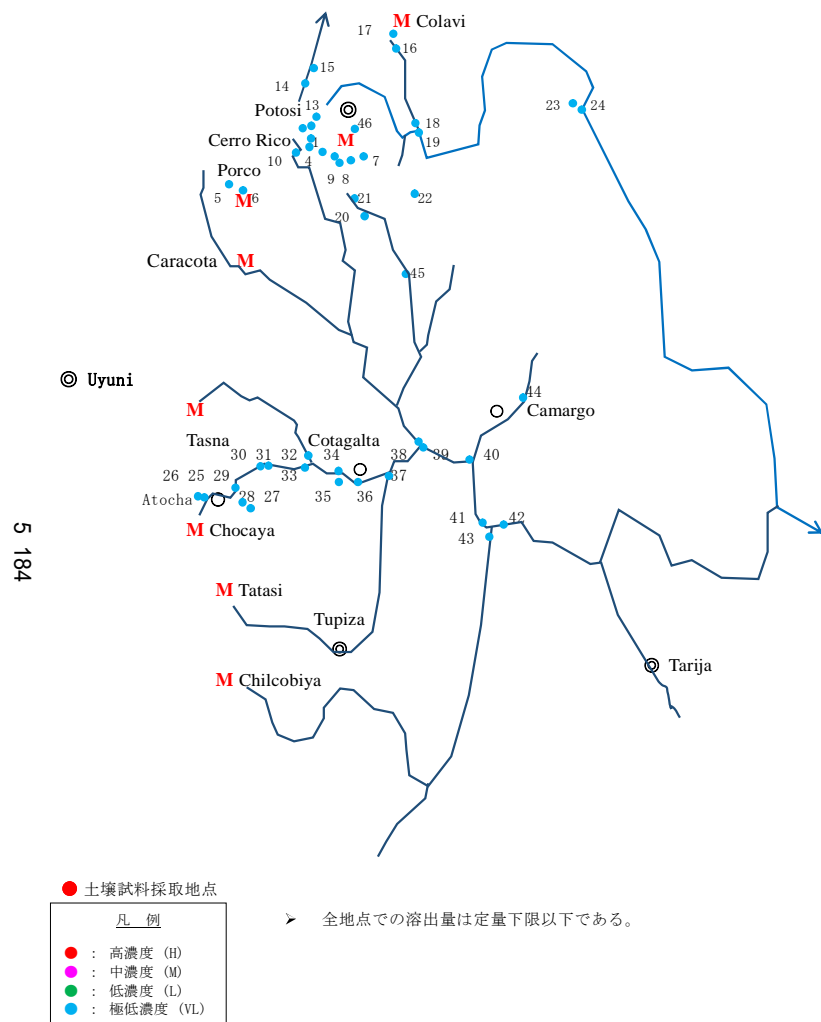 17 M Colavi
16
15
14
13
Potosi
46
18
23 24
Cerro Rico 1 M
19
10 4 7
Porco 9 8
5 6
M
21 22
20
Caracota M
45
Uyuni
M
44
Camargo
Tasna
Cotagalta
30 31 32 34 38 39 40
33
26 25 29 37
Atocha 28 27 35 36
M Chocaya
41 42
43
M Tatasi
Tupiza
Tarija
M Chilcobiya
5 184
土壌試料採取地点
凡 例
： 高濃度 (H)
： 中濃度 (M)
： 低濃度 (L)
： 極低濃度 (VL)
➢ 全地点での溶出量は定量下限以下である。